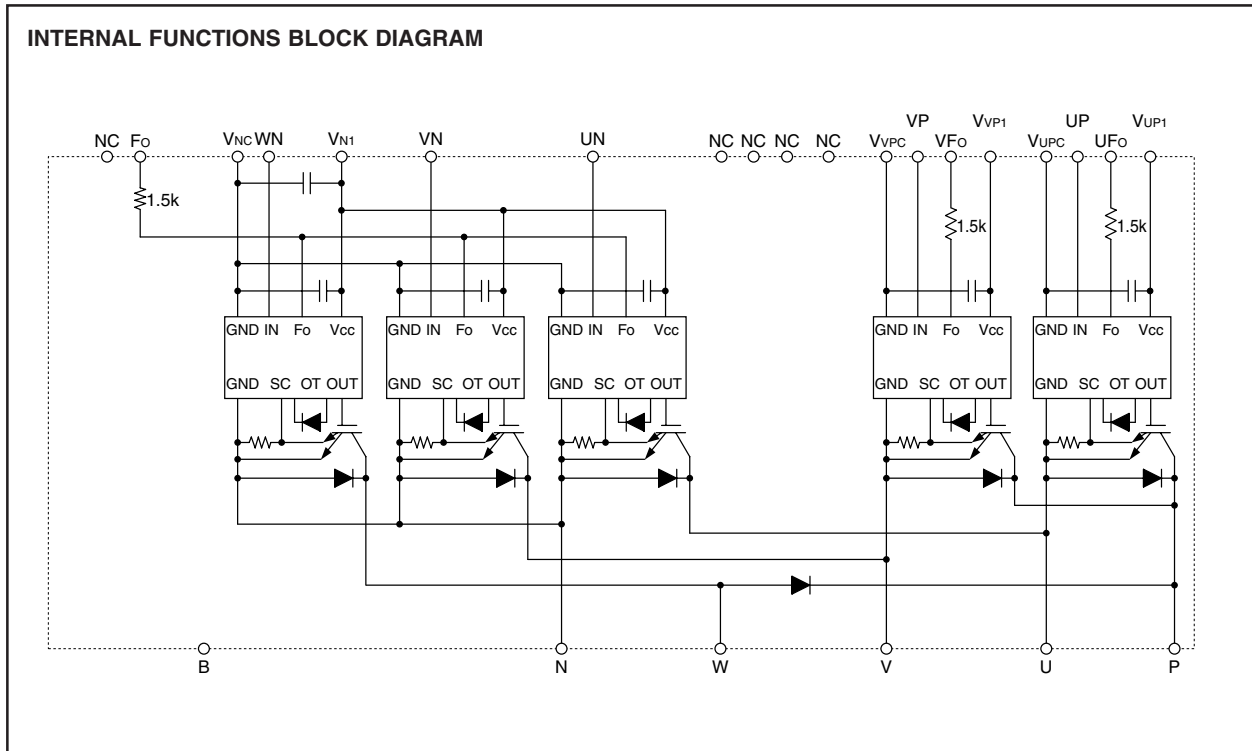 INTERNAL FUNCTIONS BLOCK DIAGRAM
VP VVP1 UP VUP1
NC FO VNC WN VN1 VN UN NC NC NC NC VVPC VFO VUPC UFO
1.5k 1.5k 1.5k
GND IN FO VCC GND IN FO VCC GND IN FO VCC GND IN FO VCC GND IN FO VCC
GND SC OT OUT GND SC OT OUT GND SC OT OUT GND SC OT OUT GND SC OT OUT
B N W V U P